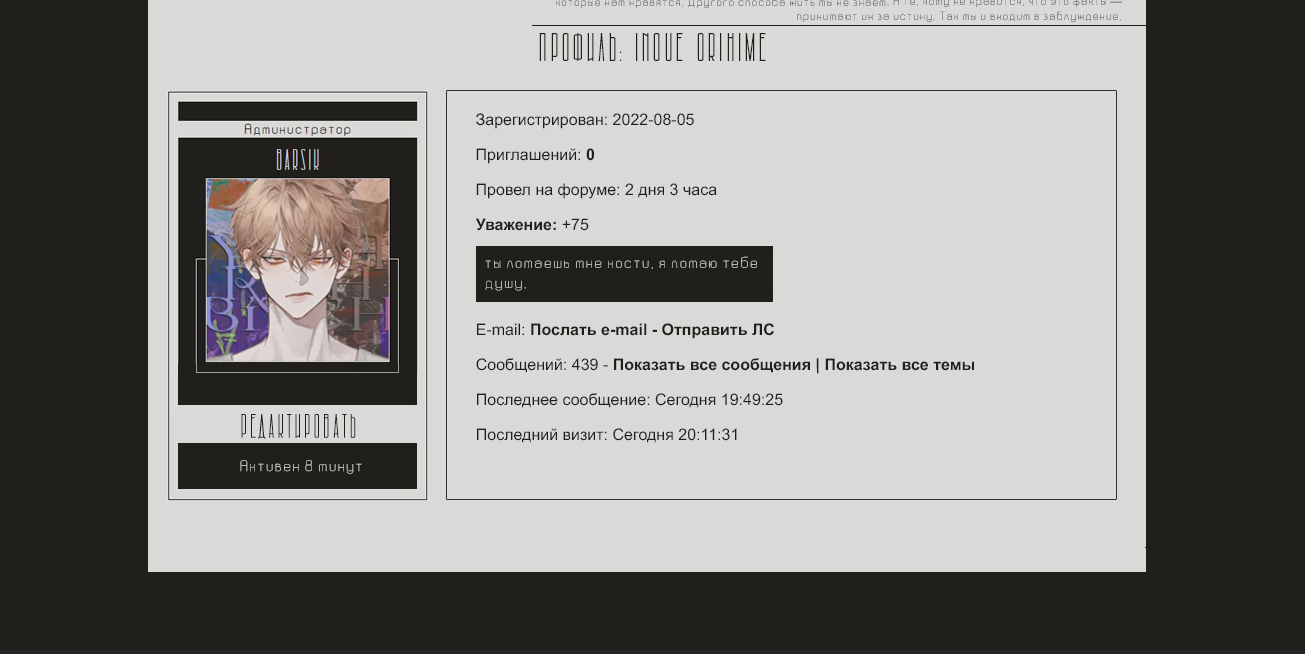 которые нам нравятся. Другого способа жить мы не знаем. А те, кому не нравится, что это факты —
принимают их за истину. Так мы и входим в заблуждение.
ПРОФИЛЬ: INOUE ORIHIME
Администратор
BARSIK
РЕДАКТИРОВАТЬ
Активен 8 минут
Зарегистрирован: 2022-08-05
Приглашений: 0
Провел на форуме: 2 дня 3 часа
Уважение: +75
ты ломаешь мне кости, я ломаю тебе
душу.
E-mail: Послать e-mail - Отправить ЛС
Сообщений: 439 - Показать все сообщения | Показать все темы
Последнее сообщение: Сегодня 19:49:25
Последний визит: Сегодня 20:11:31